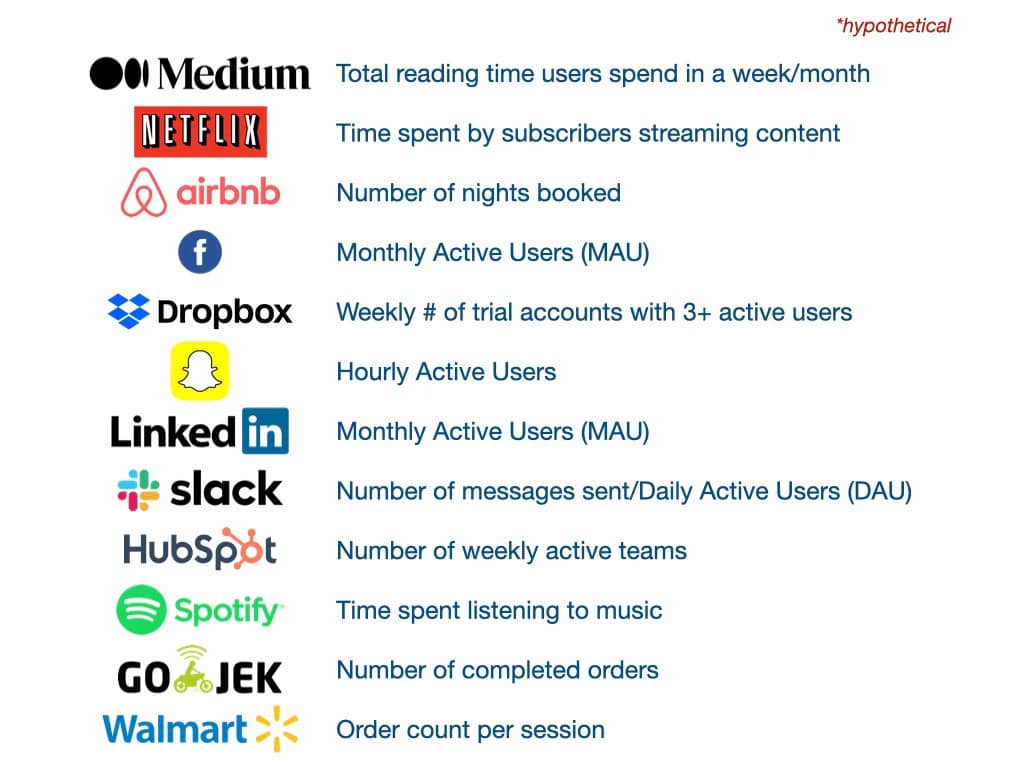 *hypothetical
Medium Total reading time users spend in a week/month
NETFLIX Time spent by subscribers streaming content
airbnb Number of nights booked
f Monthly Active Users (MAU)
Dropbox Weekly # of trial accounts with 3+ active users
Hourly Active Users
Linkedin Monthly Active Users (MAU)
slack Number of messages sent/Daily Active Users (DAU)
HubSpot Number of weekly active teams
Spotify Time spent listening to music
GOJEK Number of completed orders
Walmart Order count per session